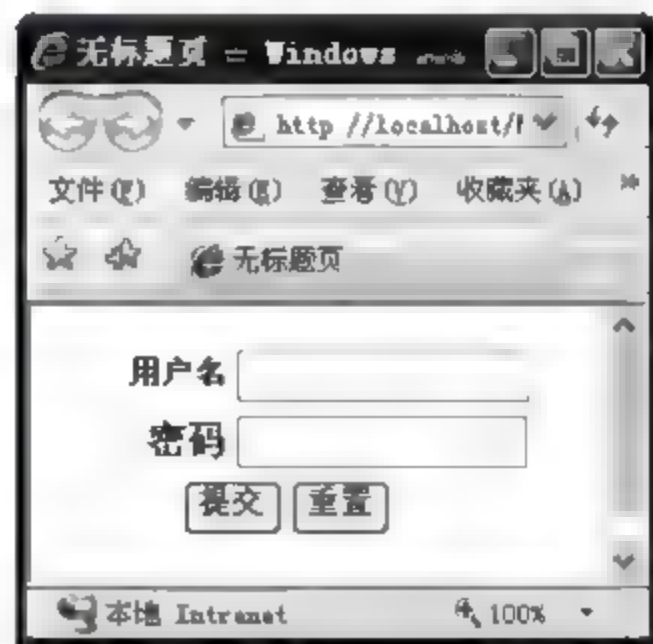 无标题页 - Windows
http://localhost/
文件(F) 编辑(E) 查看(V) 收藏夹(A) »
无标题页
用户名
密码
提交 重置
本地 Intranet 100%